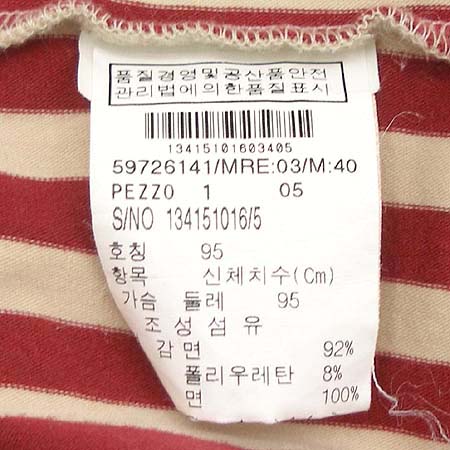 품질경영및공산품안전
관리법에의한품질표시
13415101603405
59726141/MRE:03/M:40
PEZZO 1 05
S/NO 134151016/5
호칭 95
항목 신체치수(Cm)
가슴 둘레 95
조성섬유
겉감 면 92%
폴리우레탄 8%
면 100%